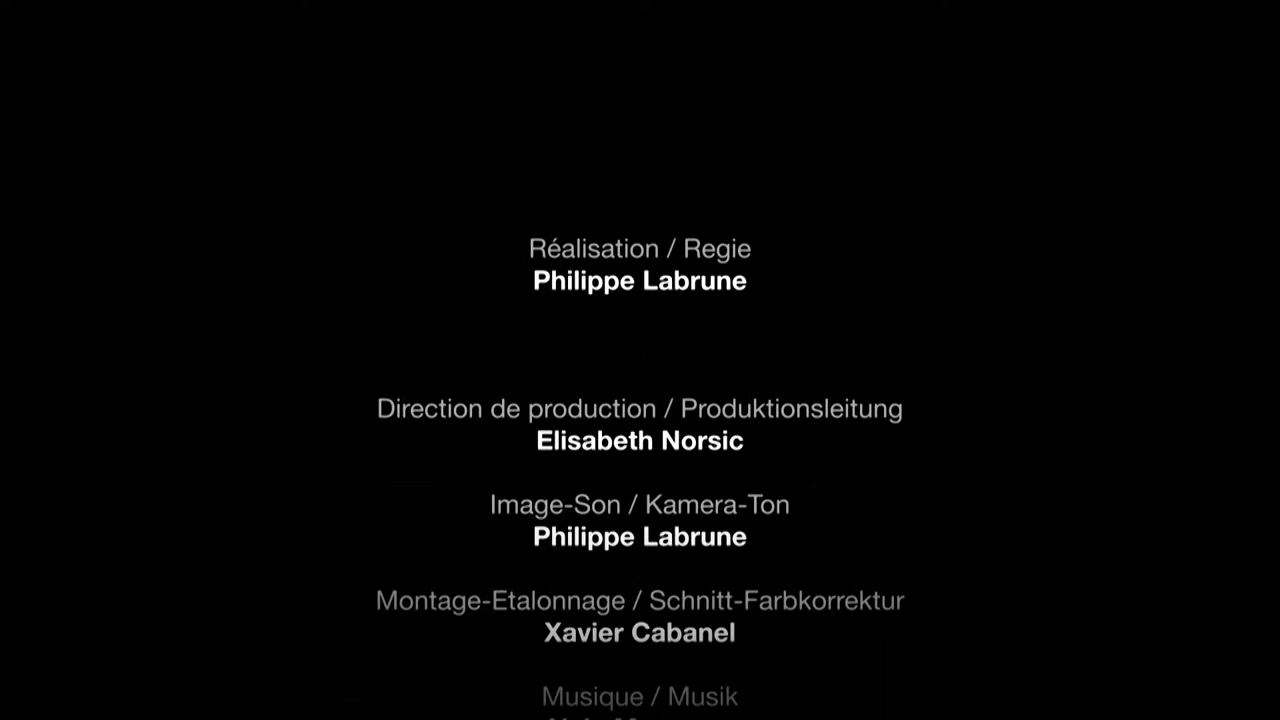 Réalisation / Regie
Philippe Labrune
Direction de production / Produktionsleitung
Elisabeth Norsic
Image-Son / Kamera-Ton
Philippe Labrune
Montage-Etalonnage / Schnitt-Farbkorrektur
Xavier Cabanel
Musique / Musik